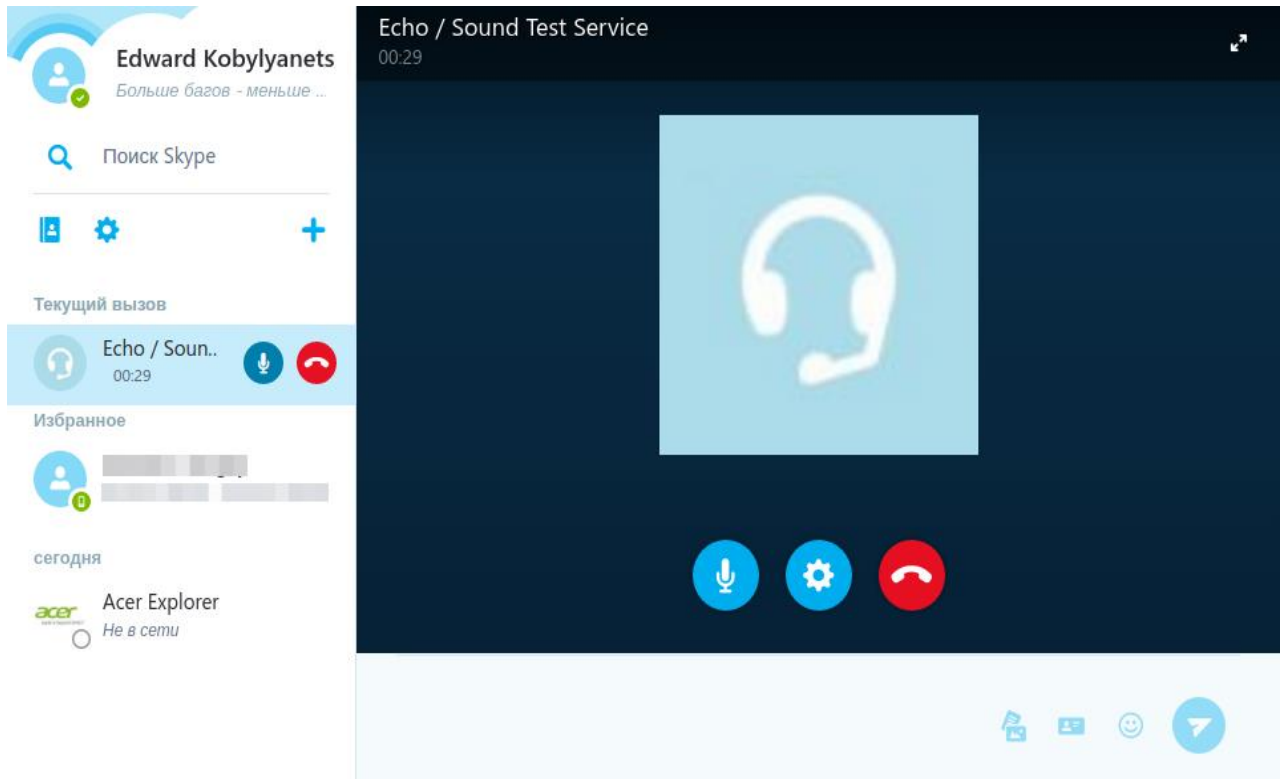 Edward Kobylyanets
Больше багов - меньше ...
Поиск Skype
Текущий вызов
Echo / Soun..
00:29
Избранное
сегодня
acer
Acer Explorer
Не в сети
Echo / Sound Test Service
00:29